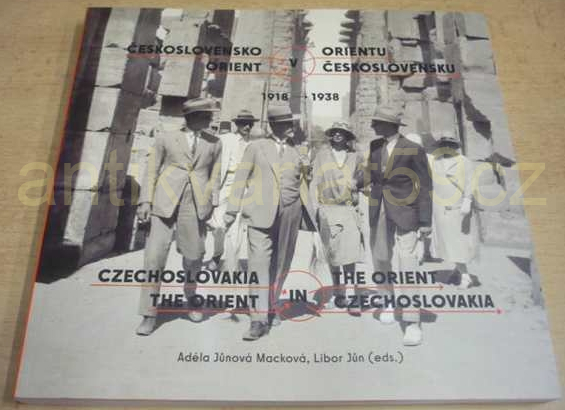 ČESKOSLOVENSKO V ORIENTU
ORIENT ČESKOSLOVENSKU
1918 → 1938
antikvariat59cz
CZECHOSLOVAKIA THE ORIENT
THE ORIENT IN CZECHOSLOVAKIA
Adéla Jůnová Macková, Libor Jůn (eds.)